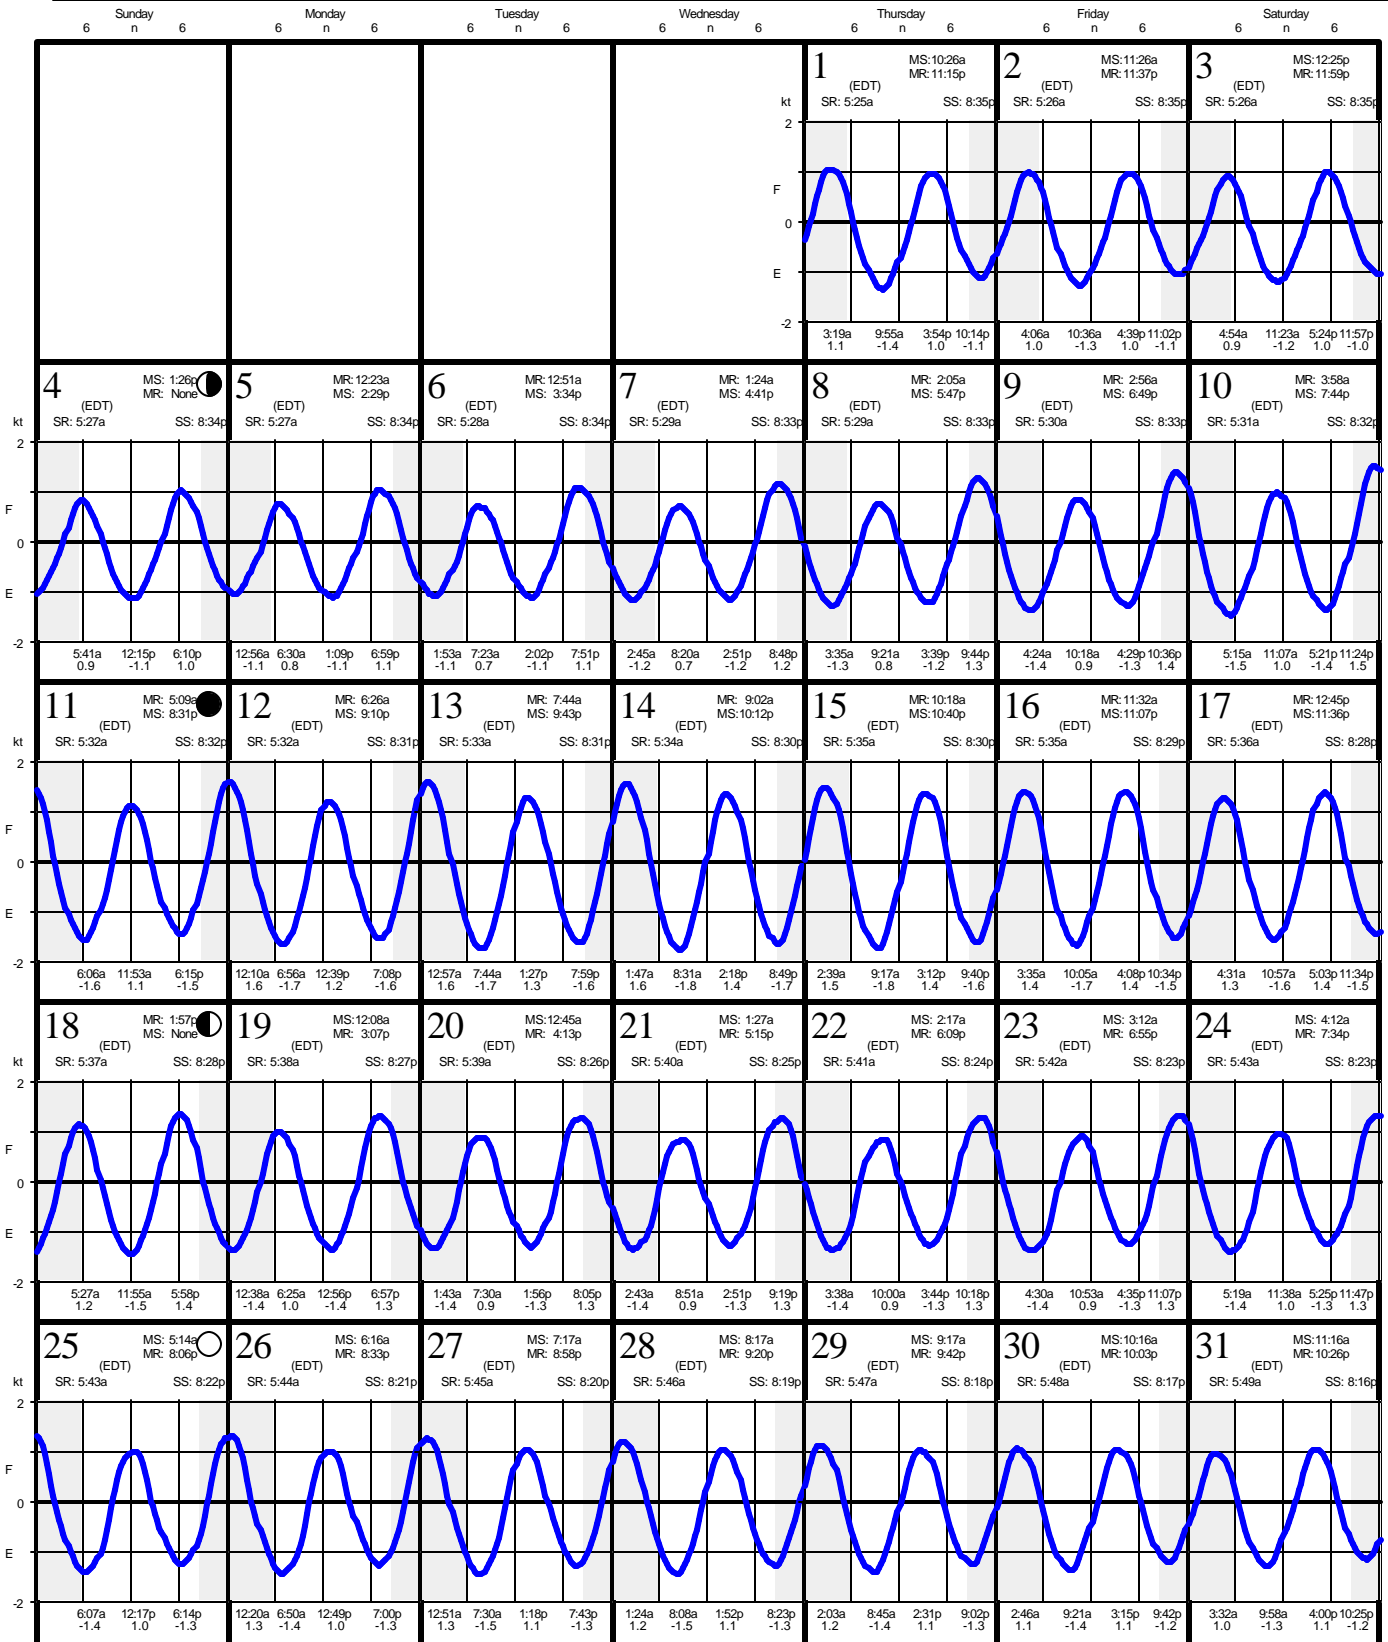 Sunday Monday Tuesday Wednesday Thursday Friday Saturday
6 n 6 6 n 6 6 n 6 6 n 6 6 n 6 6 n 6 6 n 6
1 MS:10:26a 2 MS:11:26a 3 MS:12:25p
MR:11:15p MR:11:37p MR:11:59p
(EDT) (EDT) (EDT)
kt SR: 5:25a SS: 8:35p SR: 5:26a SS: 8:35p SR: 5:26a SS: 8:35p
2
F
0
E
-2
3:19a 9:55a 3:54p 10:14p 4:06a 10:36a 4:39p 11:02p 4:54a 11:23a 5:24p 11:57p
1.1 -1.4 1.0 -1.1 1.0 -1.3 1.0 -1.1 0.9 -1.2 1.0 -1.0
4 MS: 1:26p 5 MR:12:23a 6 MR:12:51a 7 MR: 1:24a 8 MR: 2:05a 9 MR: 2:56a 10 MR: 3:58a
MR: None MS: 2:29p MS: 3:34p MS: 4:41p MS: 5:47p MS: 6:49p MS: 7:44p
(EDT) (EDT) (EDT) (EDT) (EDT) (EDT) (EDT)
kt SR: 5:27a SS: 8:34p SR: 5:27a SS: 8:34p SR: 5:28a SS: 8:34p SR: 5:29a SS: 8:33p SR: 5:29a SS: 8:33p SR: 5:30a SS: 8:33p SR: 5:31a SS: 8:32p
2
F
0
E
-2
5:41a 12:15p 6:10p 12:56a 6:30a 1:09p 6:59p 1:53a 7:23a 2:02p 7:51p 2:45a 8:20a 2:51p 8:48p 3:35a 9:21a 3:39p 9:44p 4:24a 10:18a 4:29p 10:36p 5:15a 11:07a 5:21p 11:24p
0.9 -1.1 1.0 -1.1 0.8 -1.1 1.1 -1.1 0.7 -1.1 1.1 -1.2 0.7 -1.2 1.2 -1.3 0.8 -1.2 1.3 -1.4 0.9 -1.3 1.4 -1.5 1.0 -1.4 1.5
11 MR: 5:09a 12 MR: 6:26a 13 MR: 7:44a 14 MR: 9:02a 15 MR:10:18a 16 MR:11:32a 17 MR:12:45p
MS: 8:31p MS: 9:10p MS: 9:43p MS:10:12p MS:10:40p MS:11:07p MS:11:36p
(EDT) (EDT) (EDT) (EDT) (EDT) (EDT) (EDT)
kt SR: 5:32a SS: 8:32p SR: 5:32a SS: 8:31p SR: 5:33a SS: 8:31p SR: 5:34a SS: 8:30p SR: 5:35a SS: 8:30p SR: 5:35a SS: 8:29p SR: 5:36a SS: 8:28p
2
F
0
E
-2
6:06a 11:53a 6:15p 12:10a 6:56a 12:39p 7:08p 12:57a 7:44a 1:27p 7:59p 1:47a 8:31a 2:18p 8:49p 2:39a 9:17a 3:12p 9:40p 3:35a 10:05a 4:08p 10:34p 4:31a 10:57a 5:03p 11:34p
-1.6 1.1 -1.5 1.6 -1.7 1.2 -1.6 1.6 -1.7 1.3 -1.6 1.6 -1.8 1.4 -1.7 1.5 -1.8 1.4 -1.6 1.4 -1.7 1.4 -1.5 1.3 -1.6 1.4 -1.5
18 MR: 1:57p 19 MS:12:08a 20 MS:12:45a 21 MS: 1:27a 22 MS: 2:17a 23 MS: 3:12a 24 MS: 4:12a
MS: None MR: 3:07p MR: 4:13p MR: 5:15p MR: 6:09p MR: 6:55p MR: 7:34p
(EDT) (EDT) (EDT) (EDT) (EDT) (EDT) (EDT)
kt SR: 5:37a SS: 8:28p SR: 5:38a SS: 8:27p SR: 5:39a SS: 8:26p SR: 5:40a SS: 8:25p SR: 5:41a SS: 8:24p SR: 5:42a SS: 8:23p SR: 5:43a SS: 8:23p
2
F
0
E
-2
5:27a 11:55a 5:58p 12:38a 6:25a 12:56p 6:57p 1:43a 7:30a 1:56p 8:05p 2:43a 8:51a 2:51p 9:19p 3:38a 10:00a 3:44p 10:18p 4:30a 10:53a 4:35p 11:07p 5:19a 11:38a 5:25p 11:47p
1.2 -1.5 1.4 -1.4 1.0 -1.4 1.3 -1.4 0.9 -1.3 1.3 -1.4 0.9 -1.3 1.3 -1.4 0.9 -1.3 1.3 -1.4 0.9 -1.3 1.3 -1.4 1.0 -1.3 1.3
25 MS: 5:14a 26 MS: 6:16a 27 MS: 7:17a 28 MS: 8:17a 29 MS: 9:17a 30 MS:10:16a 31 MS:11:16a
MR: 8:06p MR: 8:33p MR: 8:58p MR: 9:20p MR: 9:42p MR:10:03p MR:10:26p
(EDT) (EDT) (EDT) (EDT) (EDT) (EDT) (EDT)
kt SR: 5:43a SS: 8:22p SR: 5:44a SS: 8:21p SR: 5:45a SS: 8:20p SR: 5:46a SS: 8:19p SR: 5:47a SS: 8:18p SR: 5:48a SS: 8:17p SR: 5:49a SS: 8:16p
2
F
0
E
-2
6:07a 12:17p 6:14p 12:20a 6:50a 12:49p 7:00p 12:51a 7:30a 1:18p 7:43p 1:24a 8:08a 1:52p 8:23p 2:03a 8:45a 2:31p 9:02p 2:46a 9:21a 3:15p 9:42p 3:32a 9:58a 4:00p 10:25p
-1.4 1.0 -1.3 1.3 -1.4 1.0 -1.3 1.3 -1.5 1.1 -1.3 1.2 -1.5 1.1 -1.3 1.2 -1.4 1.1 -1.3 1.1 -1.4 1.1 -1.2 1.0 -1.3 1.1 -1.2